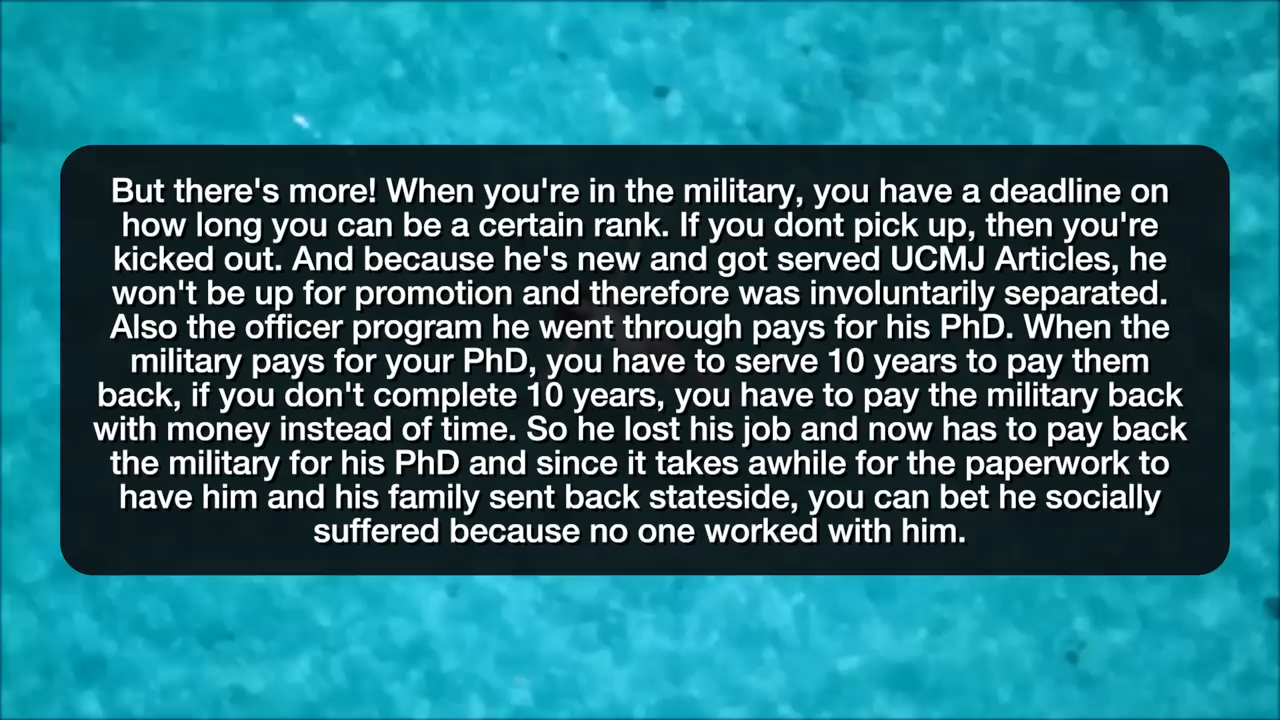 But there's more! When you're in the military, you have a deadline on
how long you can be a certain rank. If you dont pick up, then you're
kicked out. And because he's new and got served UCMJ Articles, he
won't be up for promotion and therefore was involuntarily separated.
Also the officer program he went through pays for his PhD. When the
military pays for your PhD, you have to serve 10 years to pay them
back, if you don't complete 10 years, you have to pay the military back
with money instead of time. So he lost his job and now has to pay back
the military for his PhD and since it takes awhile for the paperwork to
have him and his family sent back stateside, you can bet he socially
suffered because no one worked with him.